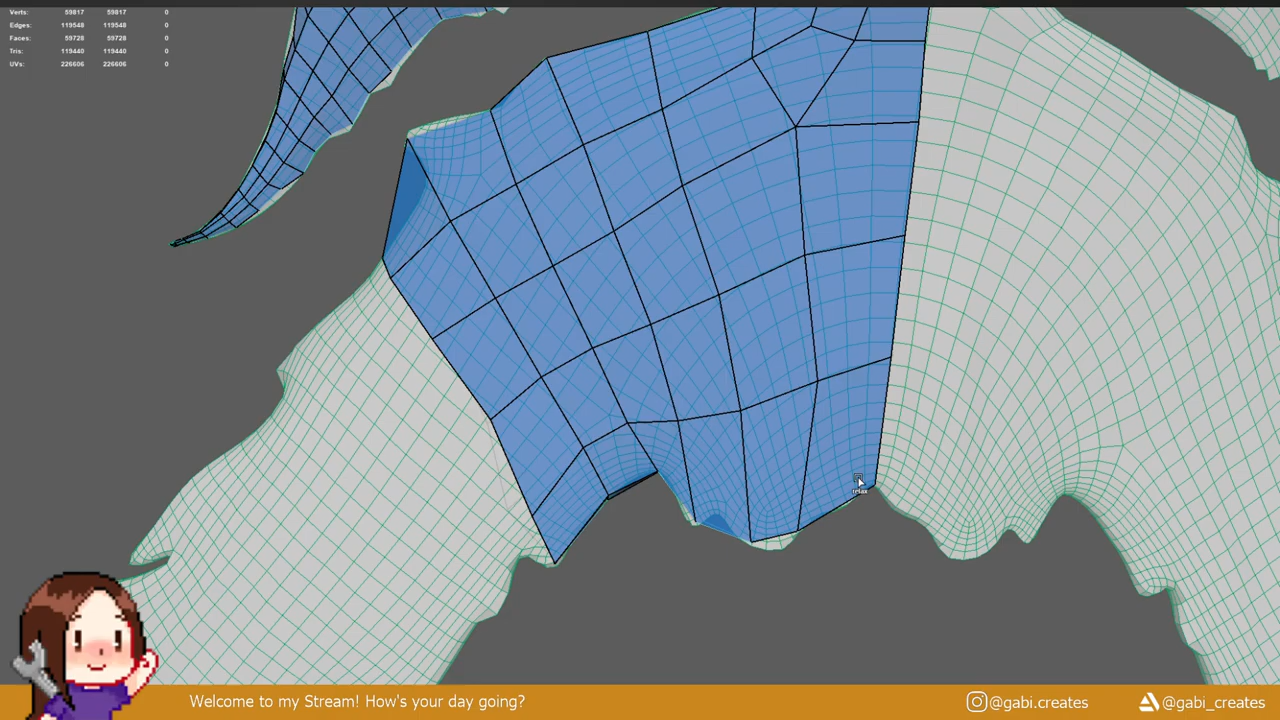 Verts: 59817 59817 0
Edges: 119548 119548 0
Faces: 59728 59728 0
Tris: 119440 119440 0
UVs: 226606 226606 0
relax
Welcome to my Stream! How's your day going?
@gabi.creates
@gabi_creates